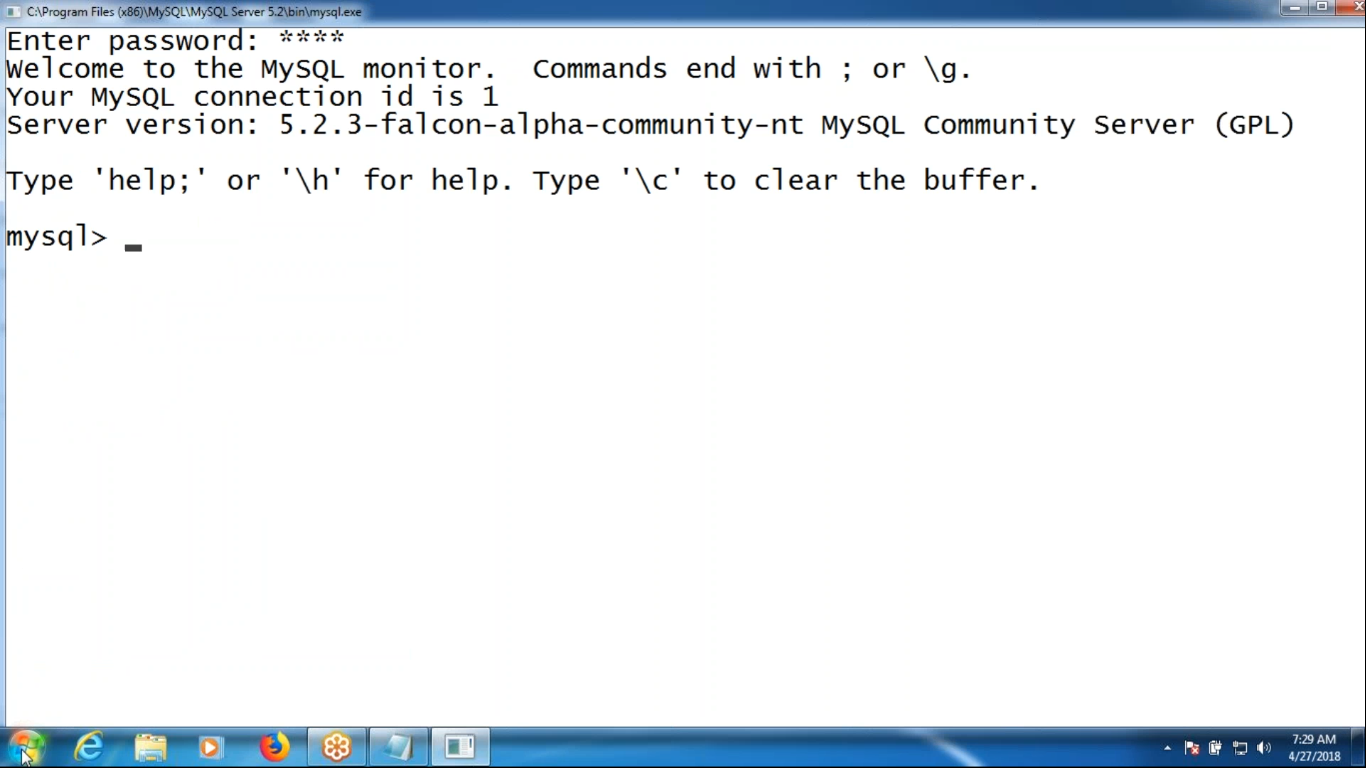 C:\Program Files (x86)\MySQL\MySQL Server 5.2\bin\mysql.exe
Enter password: ****
Welcome to the MySQL monitor.  Commands end with ; or \g.
Your MySQL connection id is 1
Server version: 5.2.3-falcon-alpha-community-nt MySQL Community Server (GPL)
Type 'help;' or '\h' for help. Type '\c' to clear the buffer.
mysql> _
7:29 AM
4/27/2018